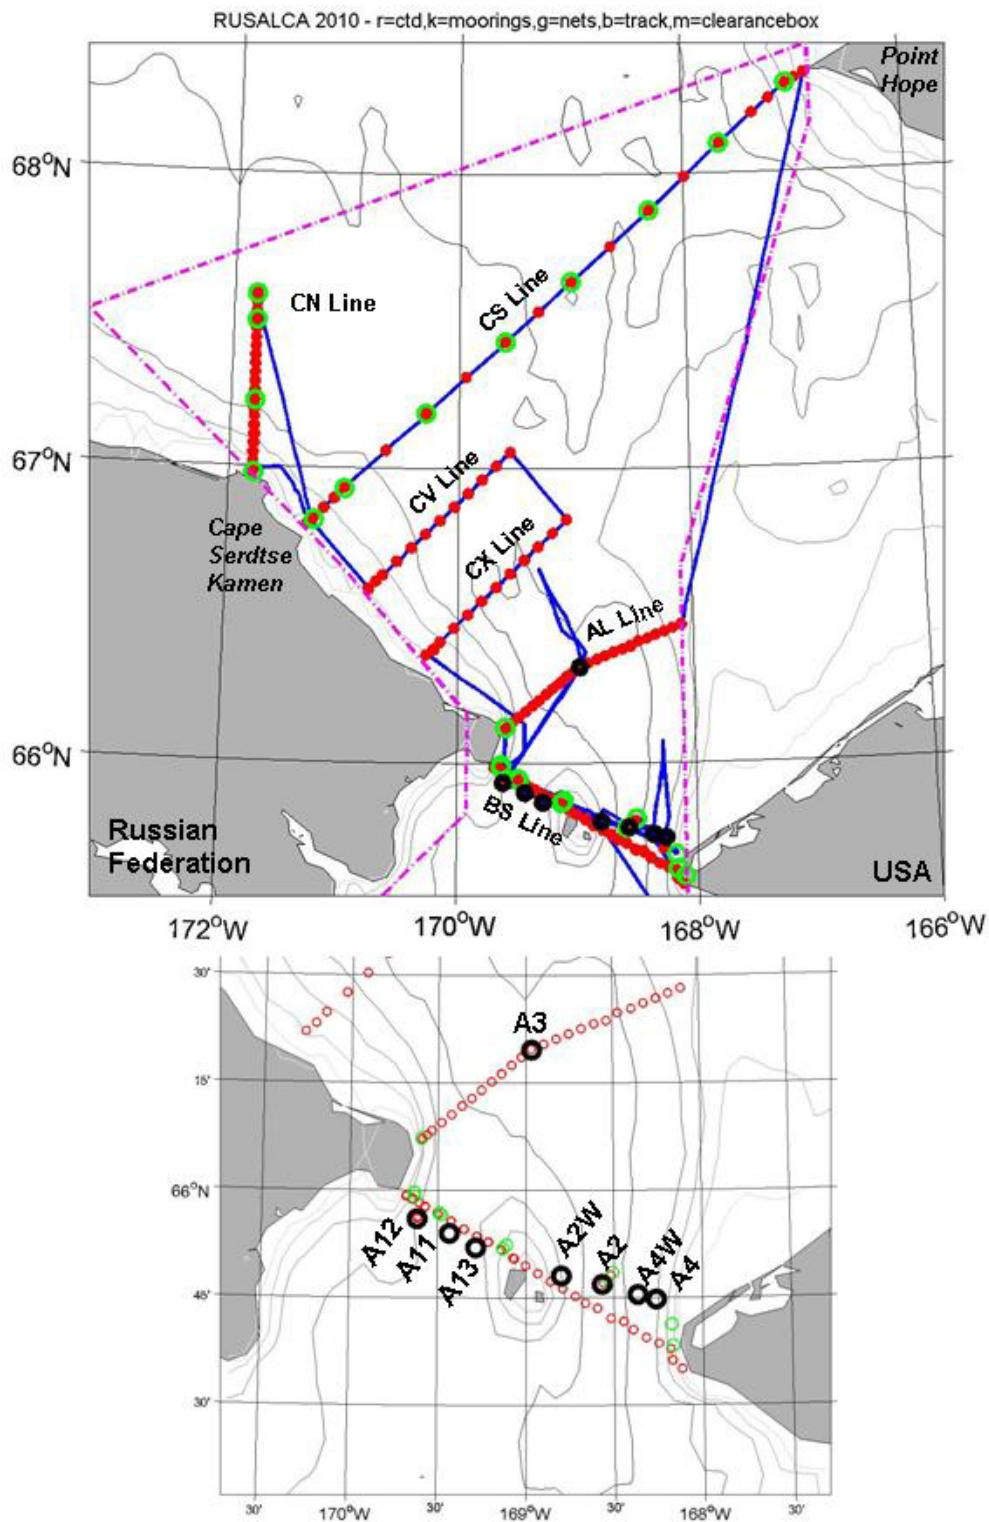 RUSALCA 2010 - r=ctd,k=moorings,g=nets,b=track,m=clearancebox
Point
Hope
68°N
CN Line
CS Line
67°N
CV Line
Cape
Serdtse
Kamen
CX Line
AL Line
66°N
BS Line
Russian
Federation
USA
172°W
170°W
168°W
166°W
30'
A3
15'
66°N
A12
A11
A13
A2W
A2
A4W
A4
45'
30'
30'
170°W
30'
169°W
30'
168°W
30'